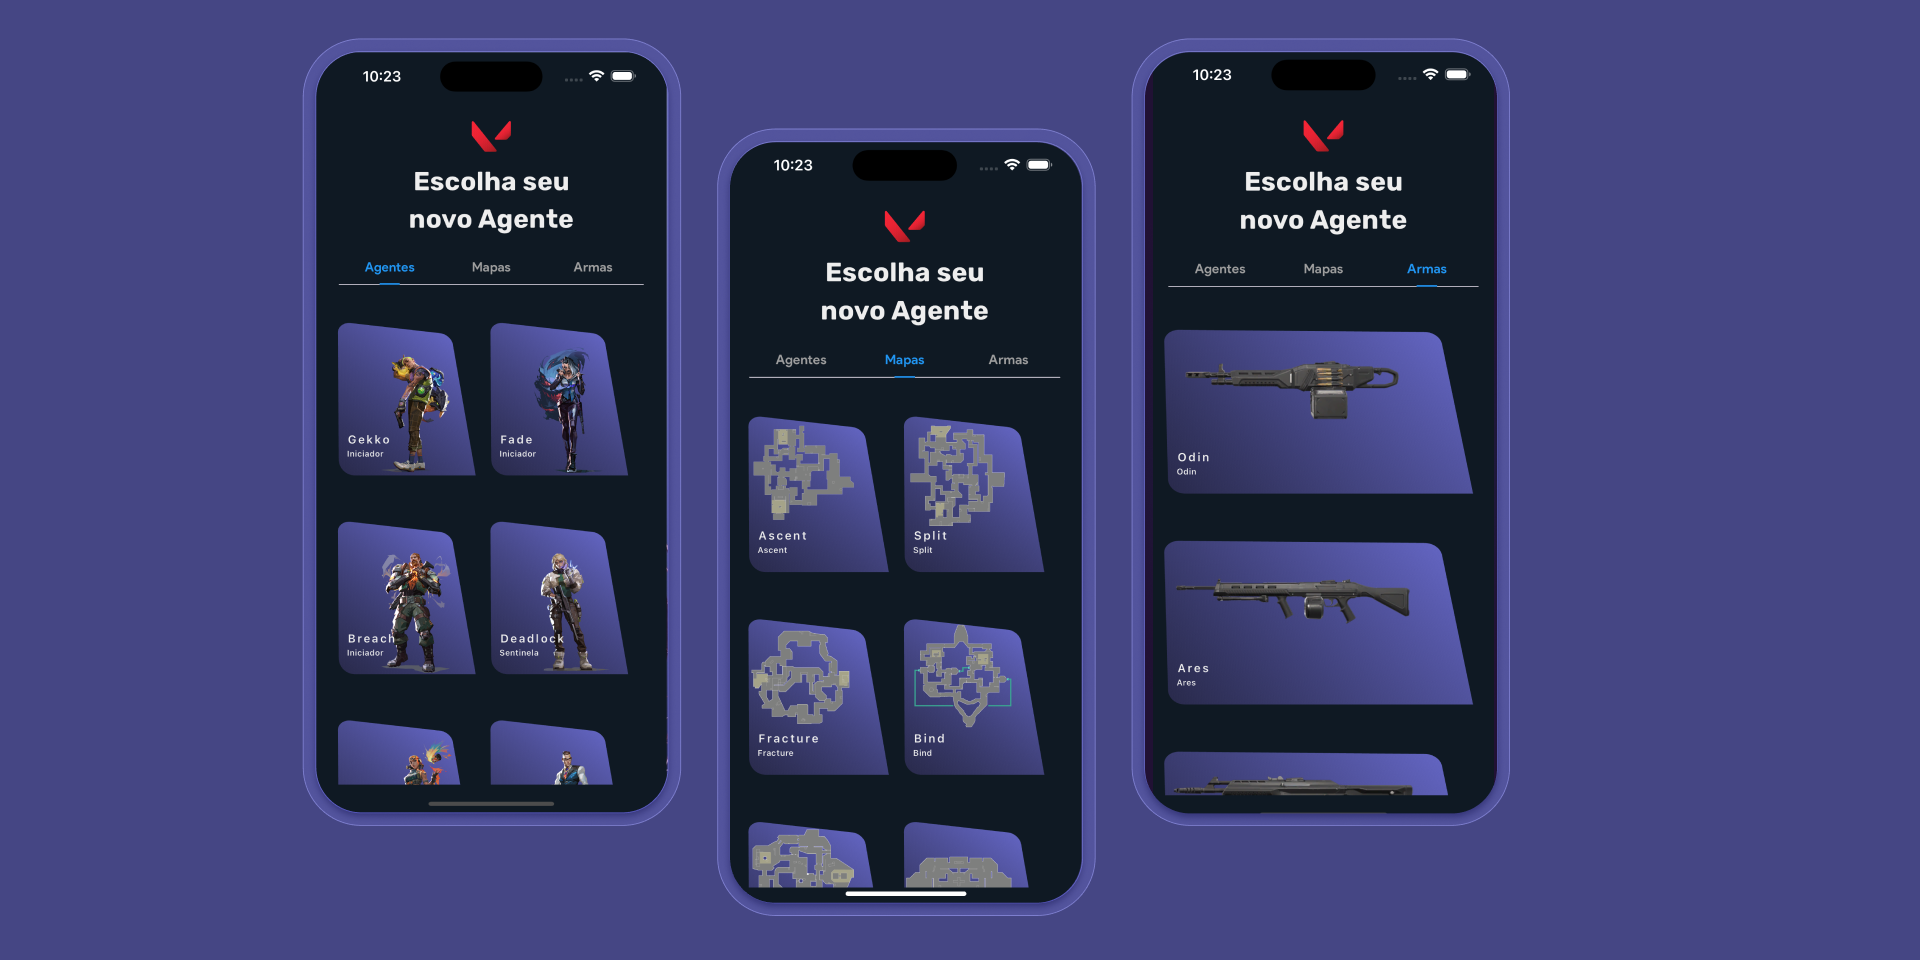 10:23
Escolha seu
novo Agente
Agentes Mapas Armas
Gekko
Iniciador
Fade
Iniciador
Breach
Iniciador
Deadlock
Sentinela
10:23
Escolha seu
novo Agente
Agentes Mapas Armas
Ascent
Ascent
Split
Split
Fracture
Fracture
Bind
Bind
10:23
Escolha seu
novo Agente
Agentes Mapas Armas
Odin
Odin
Ares
Ares